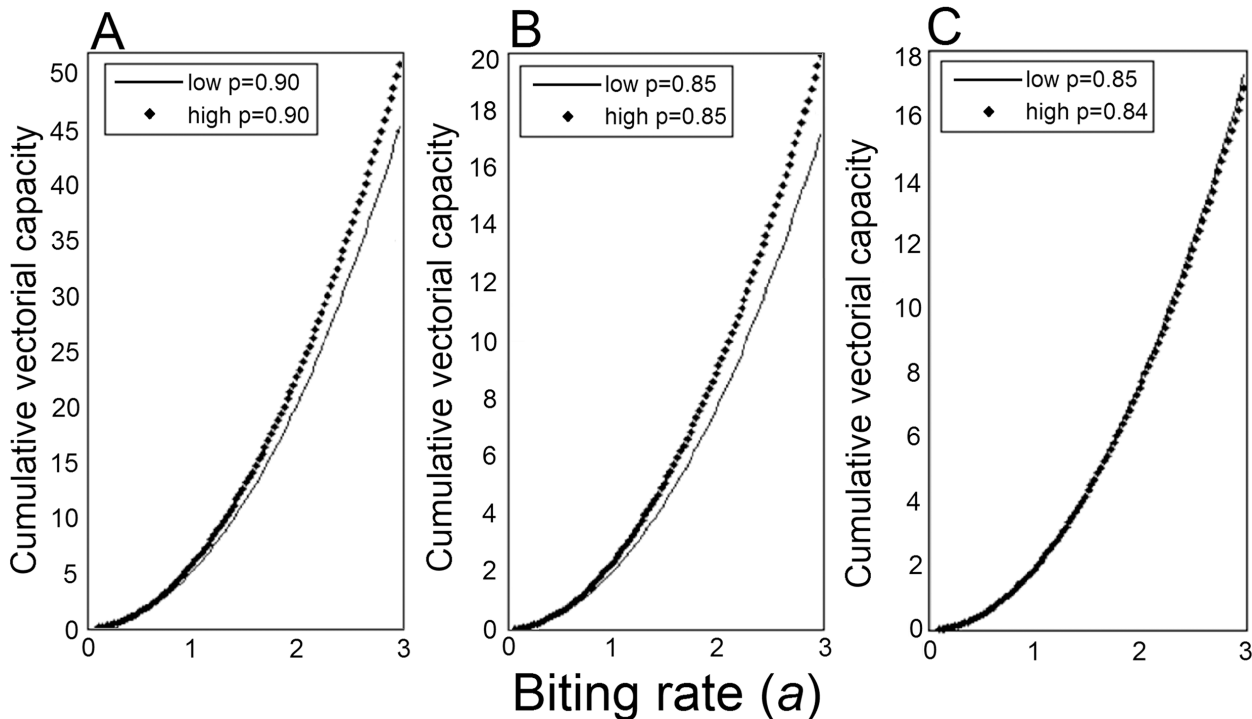 A
B
C
low p=0.90
high p=0.90
low p=0.85
high p=0.85
low p=0.85
high p=0.84
Cumulative vectorial capacity
50
45
40
35
30
25
20
15
10
5
0
0 1 2 3
Cumulative vectorial capacity
20
18
16
14
12
10
8
6
4
2
0
0 1 2 3
Cumulative vectorial capacity
18
16
14
12
10
8
6
4
2
0
0 1 2 3
Biting rate (a)